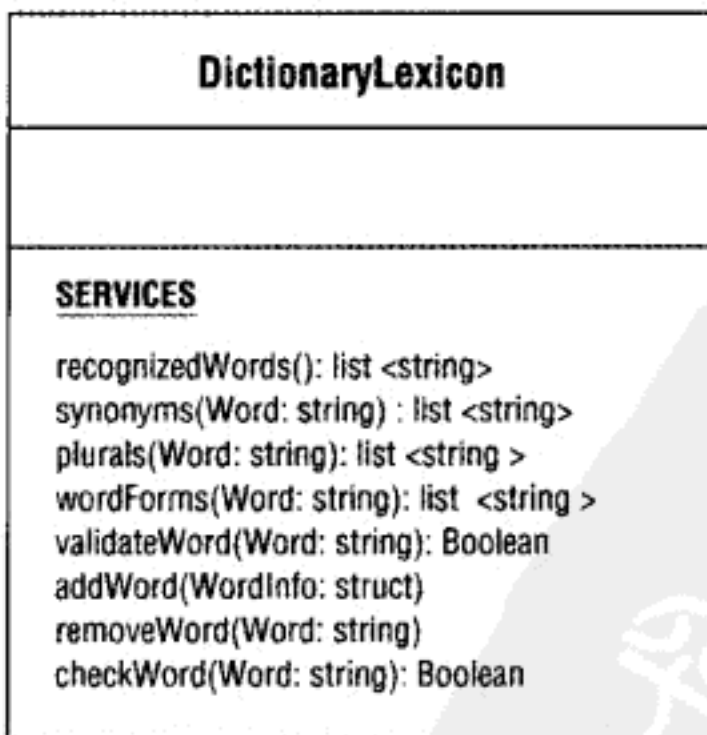 DictionaryLexicon
SERVICES
recognizedWords(): list <string>
synonyms(Word: string) : list <string>
plurals(Word: string): list <string >
wordForms(Word: string): list <string >
validateWord(Word: string): Boolean
addWord(WordInfo: struct)
removeWord(Word: string)
checkWord(Word: string): Boolean